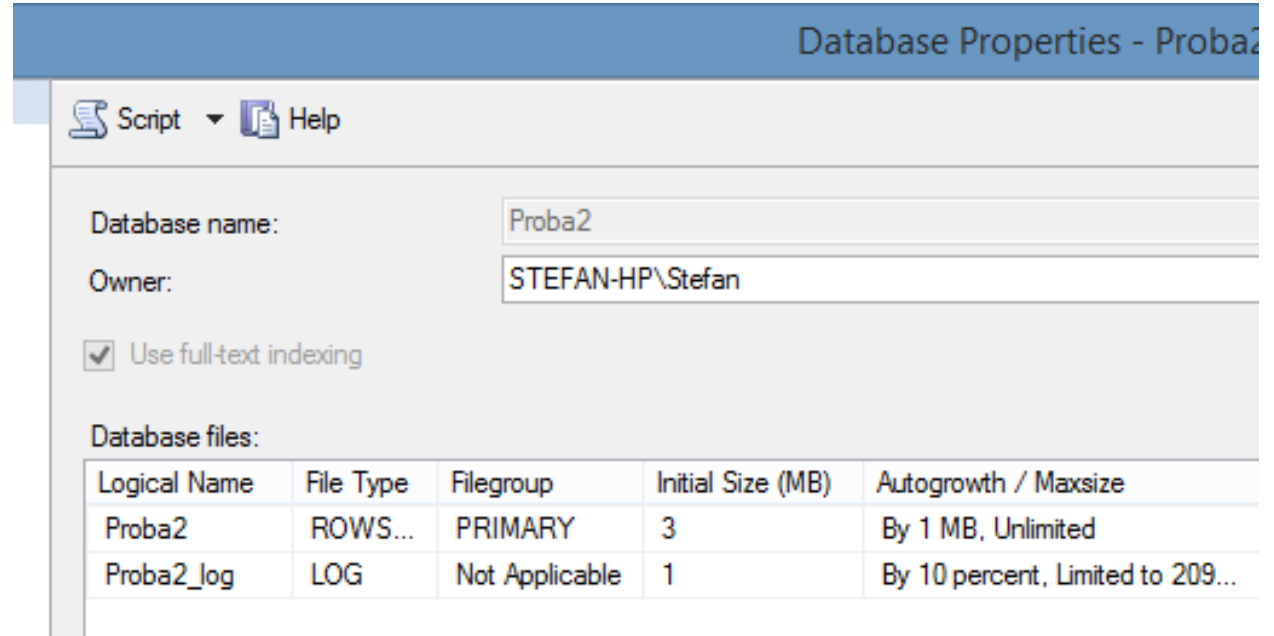 Database Properties - Proba2
Script Help
Database name: Proba2
Owner: STEFAN-HP\Stefan
Use full-text indexing
Database files:
Logical Name File Type Filegroup Initial Size (MB) Autogrowth / Maxsize
Proba2 ROWS... PRIMARY 3 By 1 MB, Unlimited
Proba2_log LOG Not Applicable 1 By 10 percent, Limited to 209...